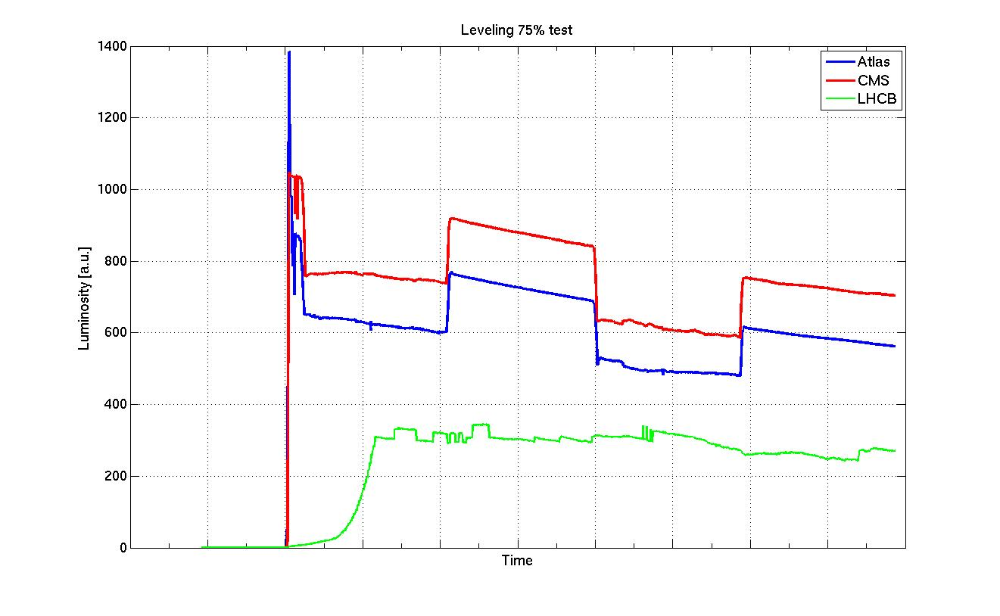 Leveling 75% test
1400
1200
1000
800
600
400
200
0
Luminosity [a.u.]
Time
Atlas
CMS
LHCB